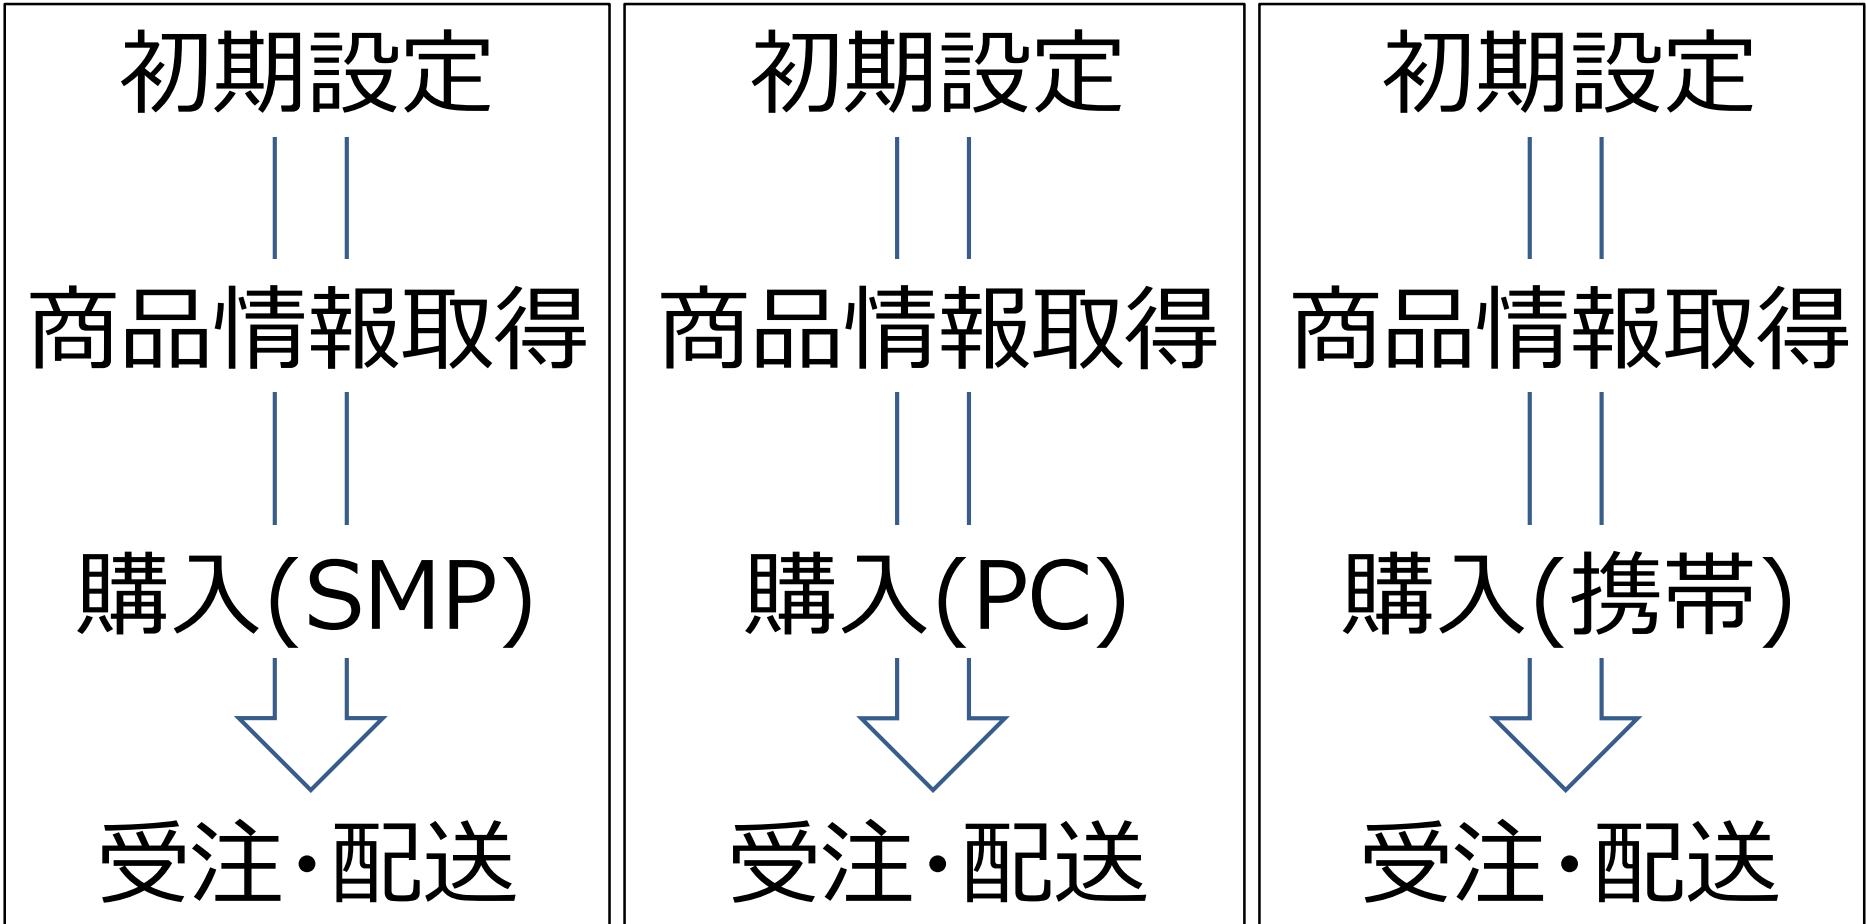 初期設定
商品情報取得
購入(SMP)
受注・配送
初期設定
商品情報取得
購入(PC)
受注・配送
初期設定
商品情報取得
購入(携帯)
受注・配送